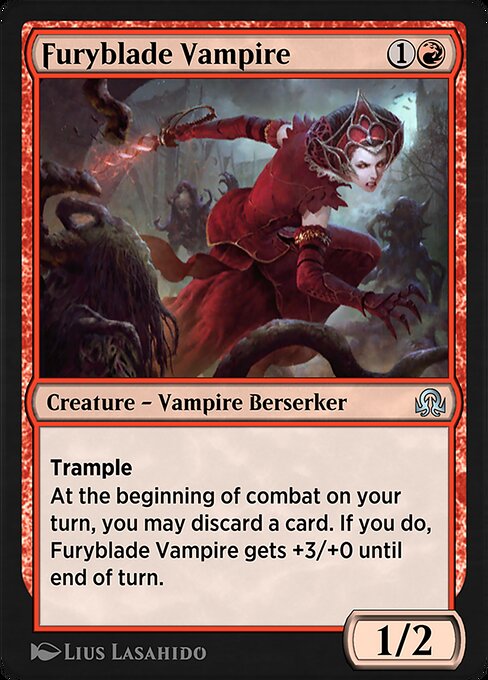 Furyblade Vampire 1
Creature – Vampire Berserker
Trample
At the beginning of combat on your
turn, you may discard a card. If you do,
Furyblade Vampire gets +3/+0 until
end of turn.
1/2
Lius Lasahido